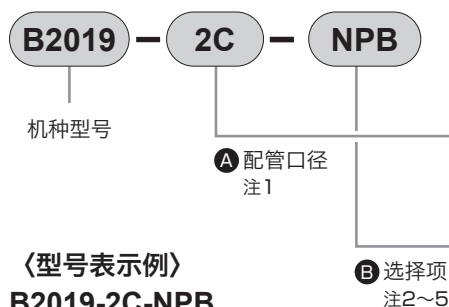 B2019 - 2C - NPB
机种型号
A 配管口径
注1
B 选择项
注2～5
〈型号表示例〉
B2019-2C-NPB